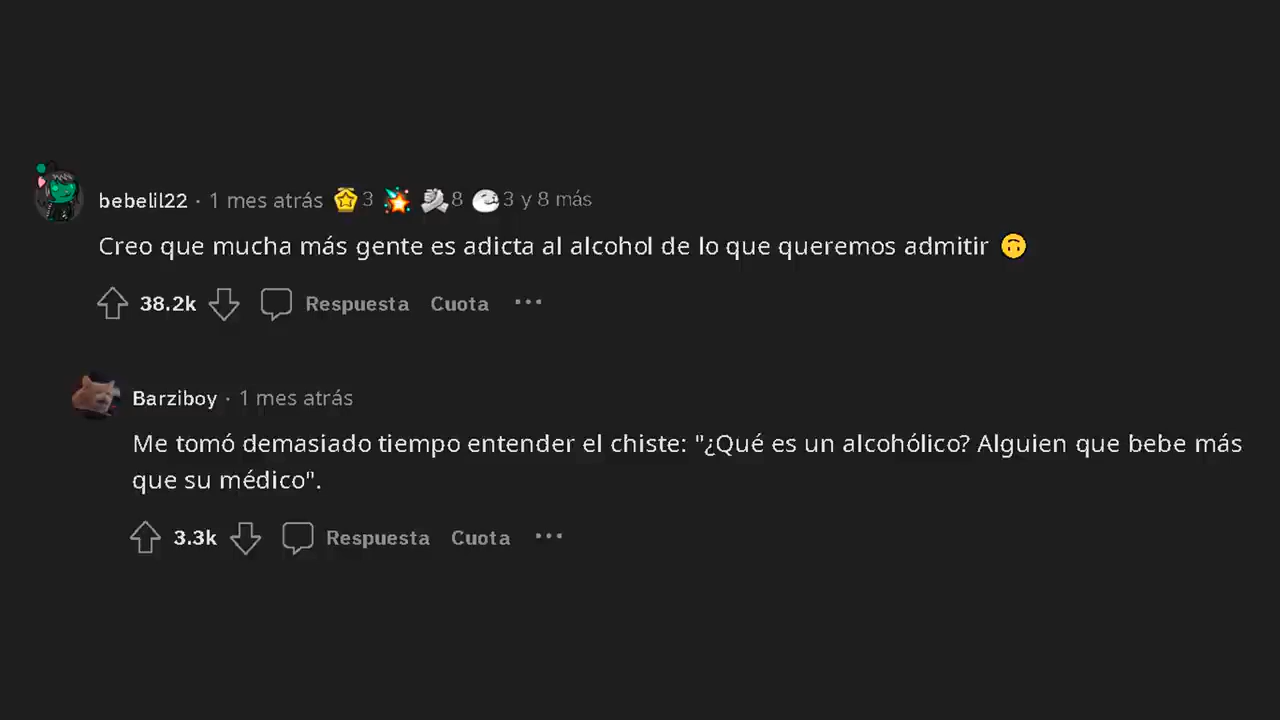 bebelil22 · 1 mes atrás 3 8 3 y 8 más
Creo que mucha más gente es adicta al alcohol de lo que queremos admitir 🙃
38.2k Respuesta Cuota ···
Barziboy · 1 mes atrás
Me tomó demasiado tiempo entender el chiste: "¿Qué es un alcohólico? Alguien que bebe más
que su médico".
3.3k Respuesta Cuota ···